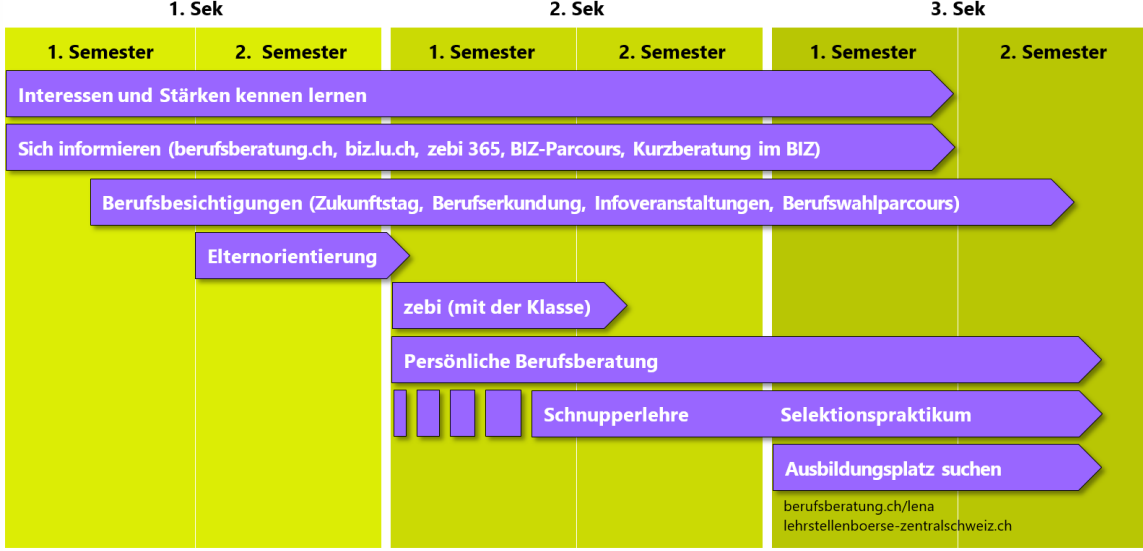 1. Sek 2. Sek 3. Sek
1. Semester 2. Semester 1. Semester 2. Semester 1. Semester 2. Semester
Interessen und Stärken kennen lernen
Sich informieren (berufsberatung.ch, biz.lu.ch, zebi 365, BIZ-Parcours, Kurzberatung im BIZ)
Berufsbesichtigungen (Zukunftstag, Berufserkundung, Infoveranstaltungen, Berufswahlparcours)
Elternorientierung
zebi (mit der Klasse)
Persönliche Berufsberatung
Schnupperlehre Selektionspraktikum
Ausbildungsplatz suchen
berufsberatung.ch/lena
lehrstellenboerse-zentralschweiz.ch